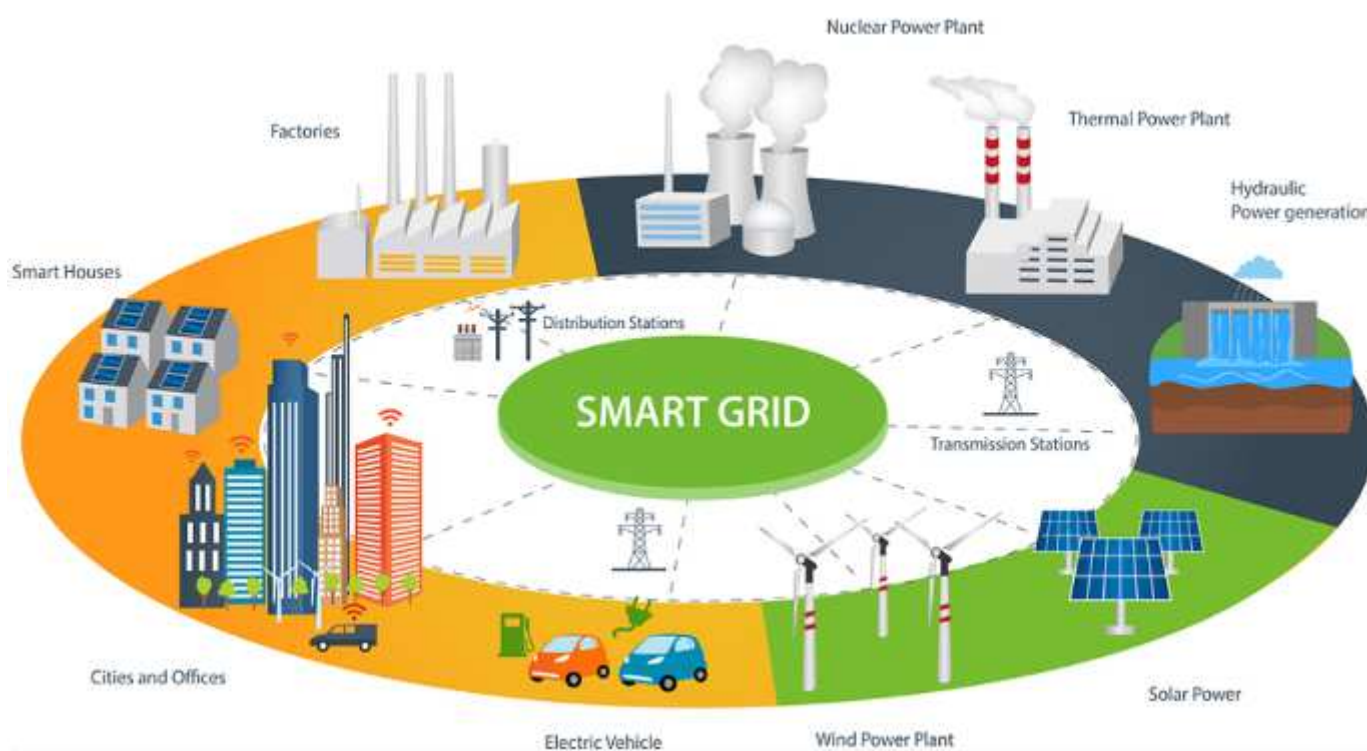 Nuclear Power Plant
Factories
Thermal Power Plant
Hydraulic
Power generation
Smart Houses
Distribution Stations
SMART GRID
Transmission Stations
Cities and Offices
Solar Power
Electric Vehicle
Wind Power Plant